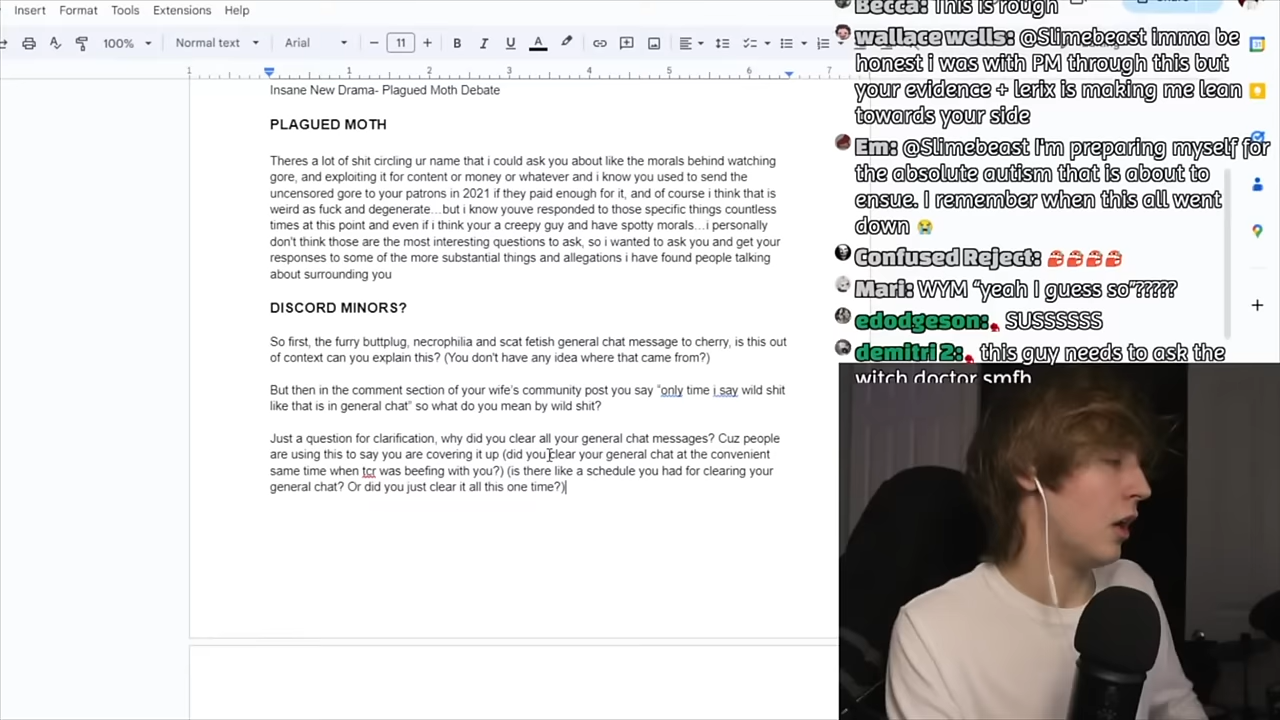 Insert Format Tools Extensions Help
100% Normal text Arial 11 B I U A
1 1 2 3 4 5 6 7
Insane New Drama- Plagued Moth Debate
PLAGUED MOTH
Theres a lot of shit circling ur name that i could ask you about like the morals behind watching
gore, and exploiting it for content or money or whatever and i know you used to send the
uncensored gore to your patrons in 2021 if they paid enough for it, and of course i think that is
weird as fuck and degenerate…but i know youve responded to those specific things countless
times at this point and even if i think your a creepy guy and have spotty morals…i personally
don't think those are the most interesting questions to ask, so i wanted to ask you and get your
responses to some of the more substantial things and allegations i have found people talking
about surrounding you
DISCORD MINORS?
So first, the furry buttplug, necrophilia and scat fetish general chat message to cherry, is this out
of context can you explain this? (You don't have any idea where that came from?)
But then in the comment section of your wife's community post you say "only time i say wild shit
like that is in general chat" so what do you mean by wild shit?
Just a question for clarification, why did you clear all your general chat messages? Cuz people
are using this to say you are covering it up (did you clear your general chat at the convenient
same time when tcr was beefing with you?) (is there like a schedule you had for clearing your
general chat? Or did you just clear it all this one time?)
Becca: This is rough
wallace wells: @Slimebeast imma be
honest i was with PM through this but
your evidence + lerix is making me lean
towards your side
Em: @Slimebeast I'm preparing myself for
the absolute autism that is about to
ensue. I remember when this all went
down 😭
Confused Reject:
Mari: WYM "yeah I guess so"?????
edodgeson: SUSSSSSS
demitri 2: this guy needs to ask the
witch doctor smfh